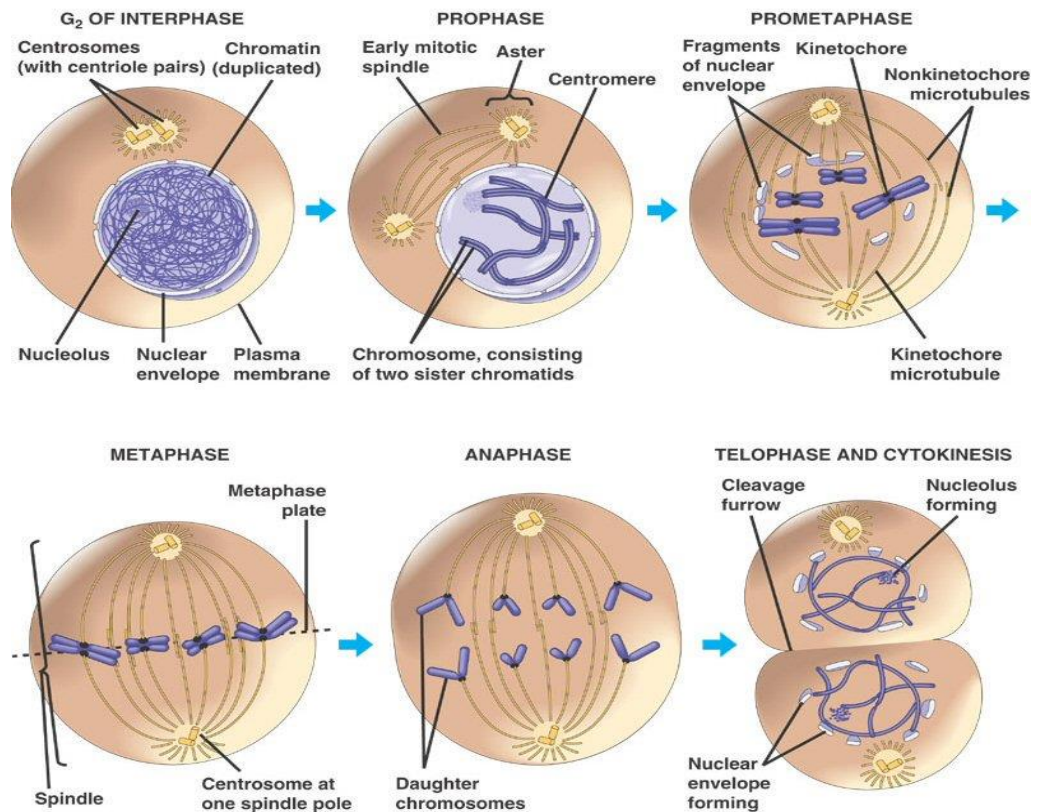 G₂ OF INTERPHASE
PROPHASE
PROMETAPHASE
Centrosomes
(with centriole pairs)
Chromatin
(duplicated)
Early mitotic
spindle
Aster
Centromere
Fragments
of nuclear
envelope
Kinetochore
Nonkinetochore
microtubules
Nucleolus
Nuclear
envelope
Plasma
membrane
Chromosome, consisting
of two sister chromatids
Kinetochore
microtubule
METAPHASE
ANAPHASE
TELOPHASE AND CYTOKINESIS
Metaphase
plate
Cleavage
furrow
Nucleolus
forming
Spindle
Centrosome at
one spindle pole
Daughter
chromosomes
Nuclear
envelope
forming